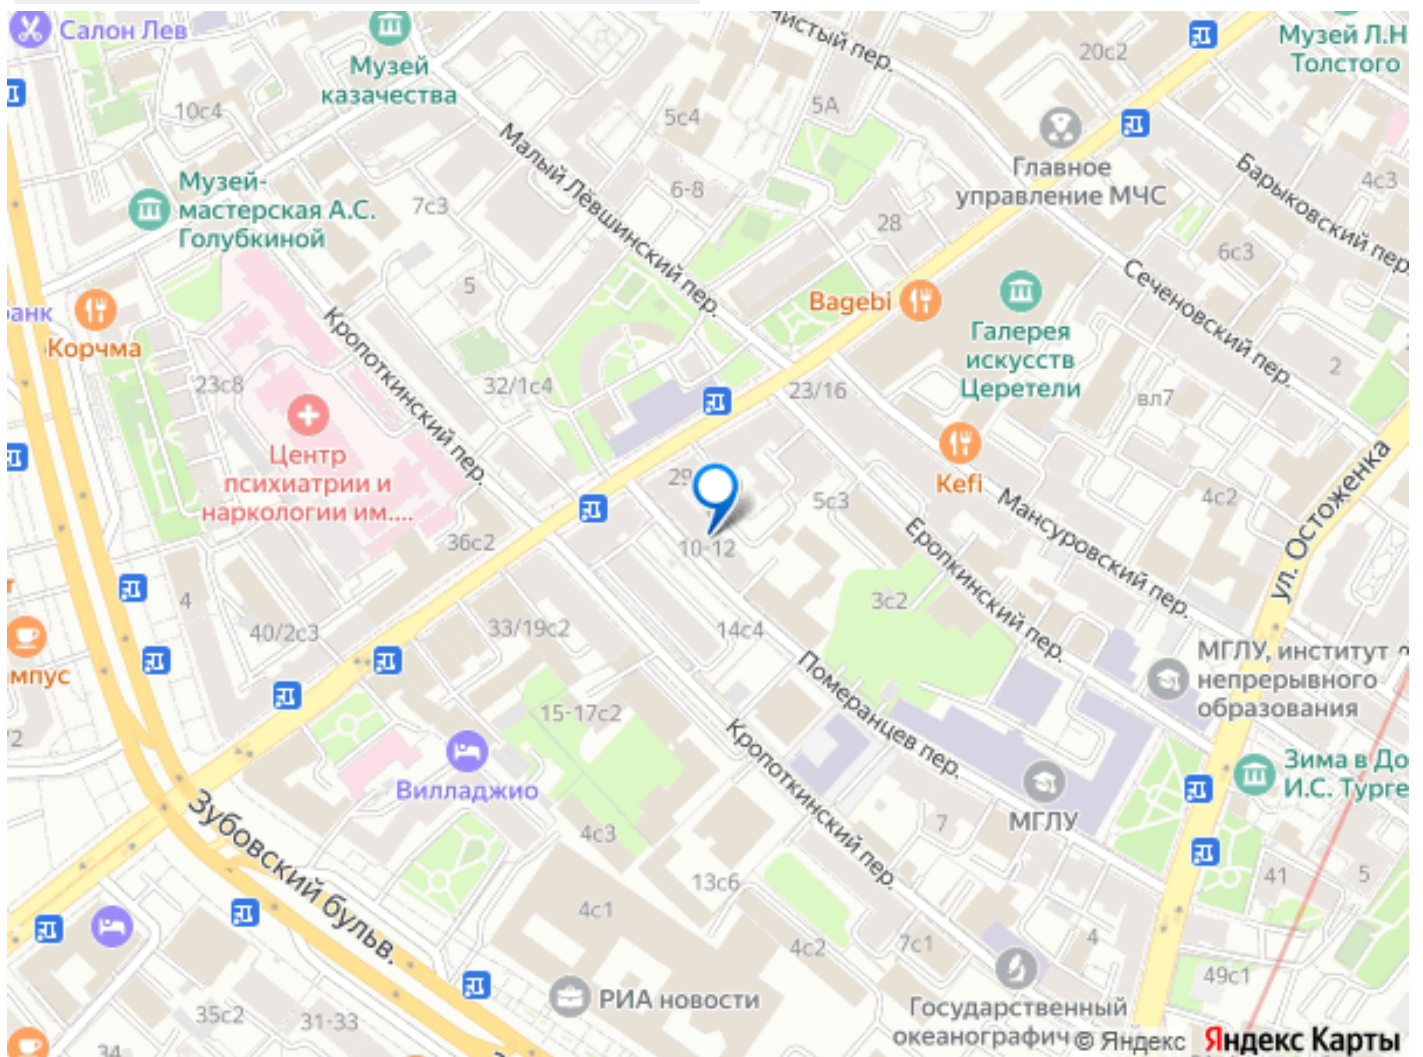 Салон Лев
Музей
казачества
Чистый пер.
20с2
Музей Л.Н
Толстого
10с4
5с4
5А
Малый Лёвшинский пер.
Главное
управление МЧС
Барыковский пер
4с3
Музей-
мастерская А.С.
Голубкиной
7с3
6-8
28
6с3
Сеченовский пер.
5
анк
Корчма
Кропоткинский пер.
Bagebi
Галерея
искусств
Церетели
2
23с8
32/1с4
23/16
вл7
Центр
психиатрии и
наркологии им....
29
Kefi
5с3
4с2
ул. Остоженка
Мансуровский пер.
Еропкинский пер.
36с2
10-12
4
3с2
40/2с3
33/19с2
14с4
мпус
МГЛУ, институт
непрерывного
образования
Померанцев пер.
15-17с2
/2
Кропоткинский пер.
Вилладжио
Зима в До
И.С. Турге
МГЛУ
Зубовский бульв.
4с3
7
13с6
41
5
4с1
4с2
7с1
4
49с1
РИА новости
Государственный
океанографич
35с2
31-33
34
© Яндекс Яндекс Карты